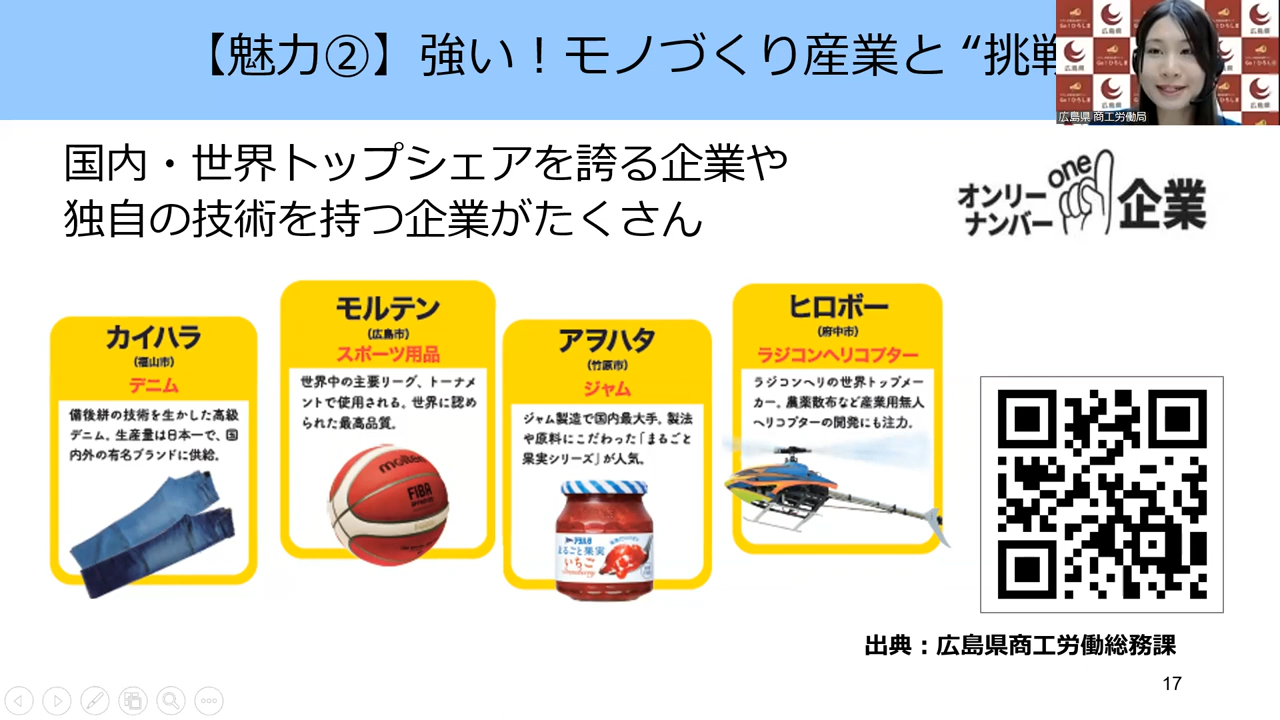 【魅力②】強い！モノづくり産業と “挑戦
広島県 商工労働局
国内・世界トップシェアを誇る企業や
独自の技術を持つ企業がたくさん
オンリー
ナンバー
one
企業
カイハラ
（福山市）
デニム
備後絣の技術を生かした高級
デニム。生産量は日本一で、国
内外の有名ブランドに供給。
モルテン
（広島市）
スポーツ用品
世界中の主要リーグ、トーナメ
ントで使用される。世界に認め
られた最高品質。
molten
FIBA
アヲハタ
（竹原市）
ジャム
ジャム製造で国内最大手。製法
や原料にこだわった「まるごと
果実シリーズ」が人気。
アヲハタ
まるごと果実
いちご
strawberry
ヒロボー
（府中市）
ラジコンヘリコプター
ラジコンヘリの世界トップメー
カー。農薬散布など産業用無人
ヘリコプターの開発にも注力。
出典：広島県商工労働総務課
17